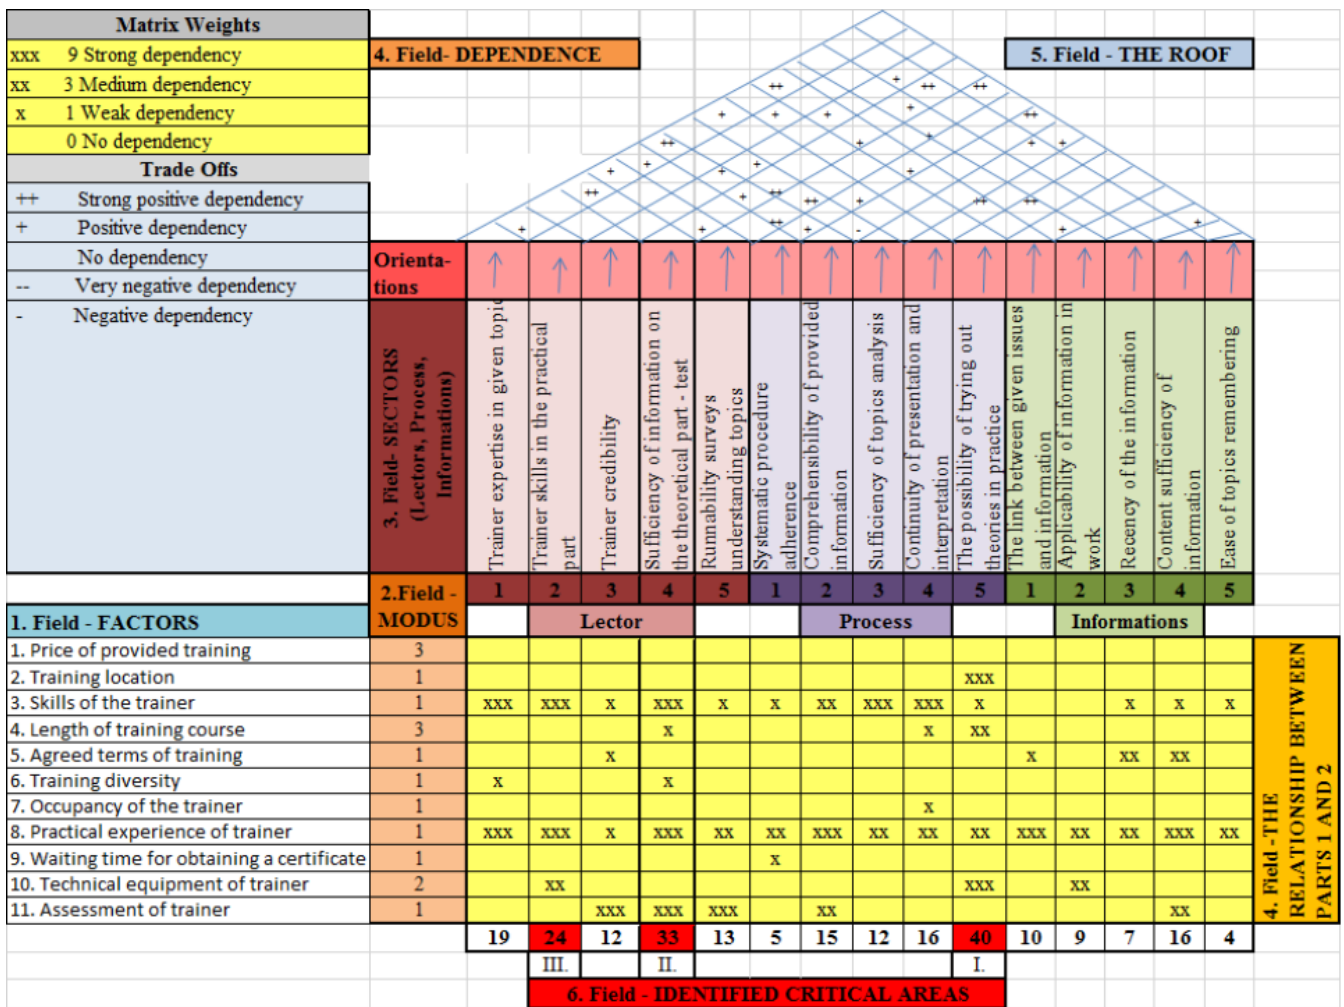 Matrix Weights
xxx 9 Strong dependency
xx 3 Medium dependency
x 1 Weak dependency
0 No dependency
Trade Offs
++ Strong positive dependency
+ Positive dependency
No dependency
-- Very negative dependency
- Negative dependency
4. Field- DEPENDENCE
5. Field - THE ROOF
++ + ++ ++
+ + + + ++
++ + + + +
+ + + + +
++ + ++ ++ + ++ ++
+ + ++ + - + +
Orienta-
tions
3. Field- SECTORS
(Lectors, Process,
Informations)
Trainer expertise in given topic
Trainer skills in the practical
part
Trainer credibility
Sufficiency of information on
the theoretical part - test
Runnability surveys
understanding topics
Systematic procedure
adherence
Comprehensibility of provided
information
Sufficiency of topics analysis
Continuity of presentation and
interpretation
The possibility of trying out
theories in practice
The link between given issues
and information
Applicability of information in
work
Recency of the information
Content sufficiency of
information
Ease of topics remembering
2.Field -
MODUS
1 2 3 4 5 1 2 3 4 5 1 2 3 4 5
Lector Process Informations
1. Field - FACTORS
1. Price of provided training 3
2. Training location 1 xxx
3. Skills of the trainer 1 xxx xxx x xxx x x xx xxx xxx x x x x
4. Length of training course 3 x x xx
5. Agreed terms of training 1 x x xx xx
6. Training diversity 1 x x
7. Occupancy of the trainer 1 x
8. Practical experience of trainer 1 xxx xxx x xxx xx xx xxx xx xx xx xxx xx xx xxx xx
9. Waiting time for obtaining a certificate 1 x
10. Technical equipment of trainer 2 xx xxx xx
11. Assessment of trainer 1 xxx xxx xxx xx xx
4. Field -THE
RELATIONSHIP BETWEEN
PARTS 1 AND 2
19 24 12 33 13 5 15 12 16 40 10 9 7 16 4
III. II. I.
6. Field - IDENTIFIED CRITICAL AREAS